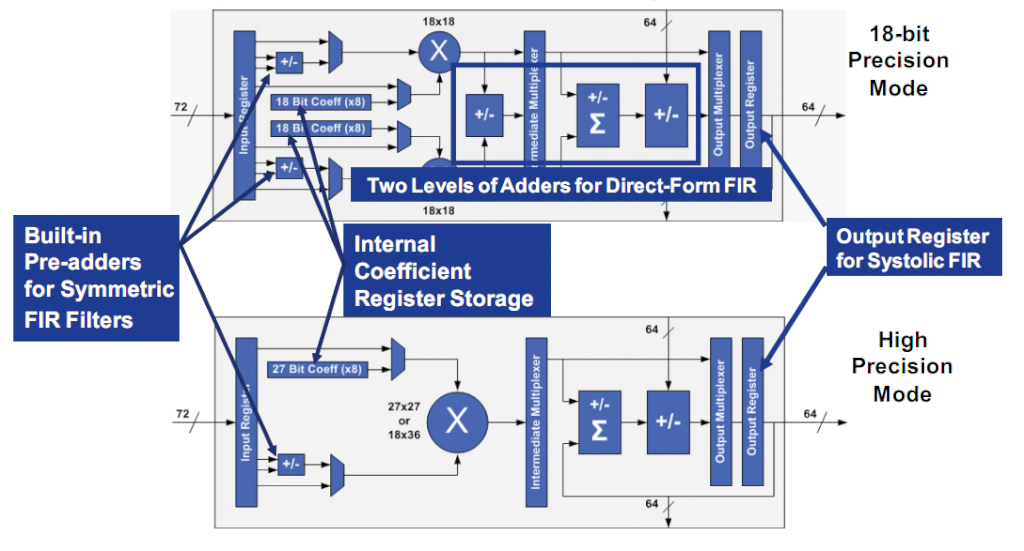 18x18
64
18-bit
Precision
Mode
+/-
X
18 Bit Coeff (x8)
18 Bit Coeff (x8)
72
Input Register
+/-
+/-
Intermediate Multiplexer
+/-
Σ
+/-
Output Multiplexer
Output Register
64
Two Levels of Adders for Direct-Form FIR
18x18
Built-in
Pre-adders
for Symmetric
FIR Filters
Internal
Coefficient
Register Storage
Output Register
for Systolic FIR
64
High
Precision
Mode
27 Bit Coeff (x8)
72
Input Register
27x27
or
18x36
X
+/-
Intermediate Multiplexer
+/-
Σ
+/-
Output Multiplexer
Output Register
64
64